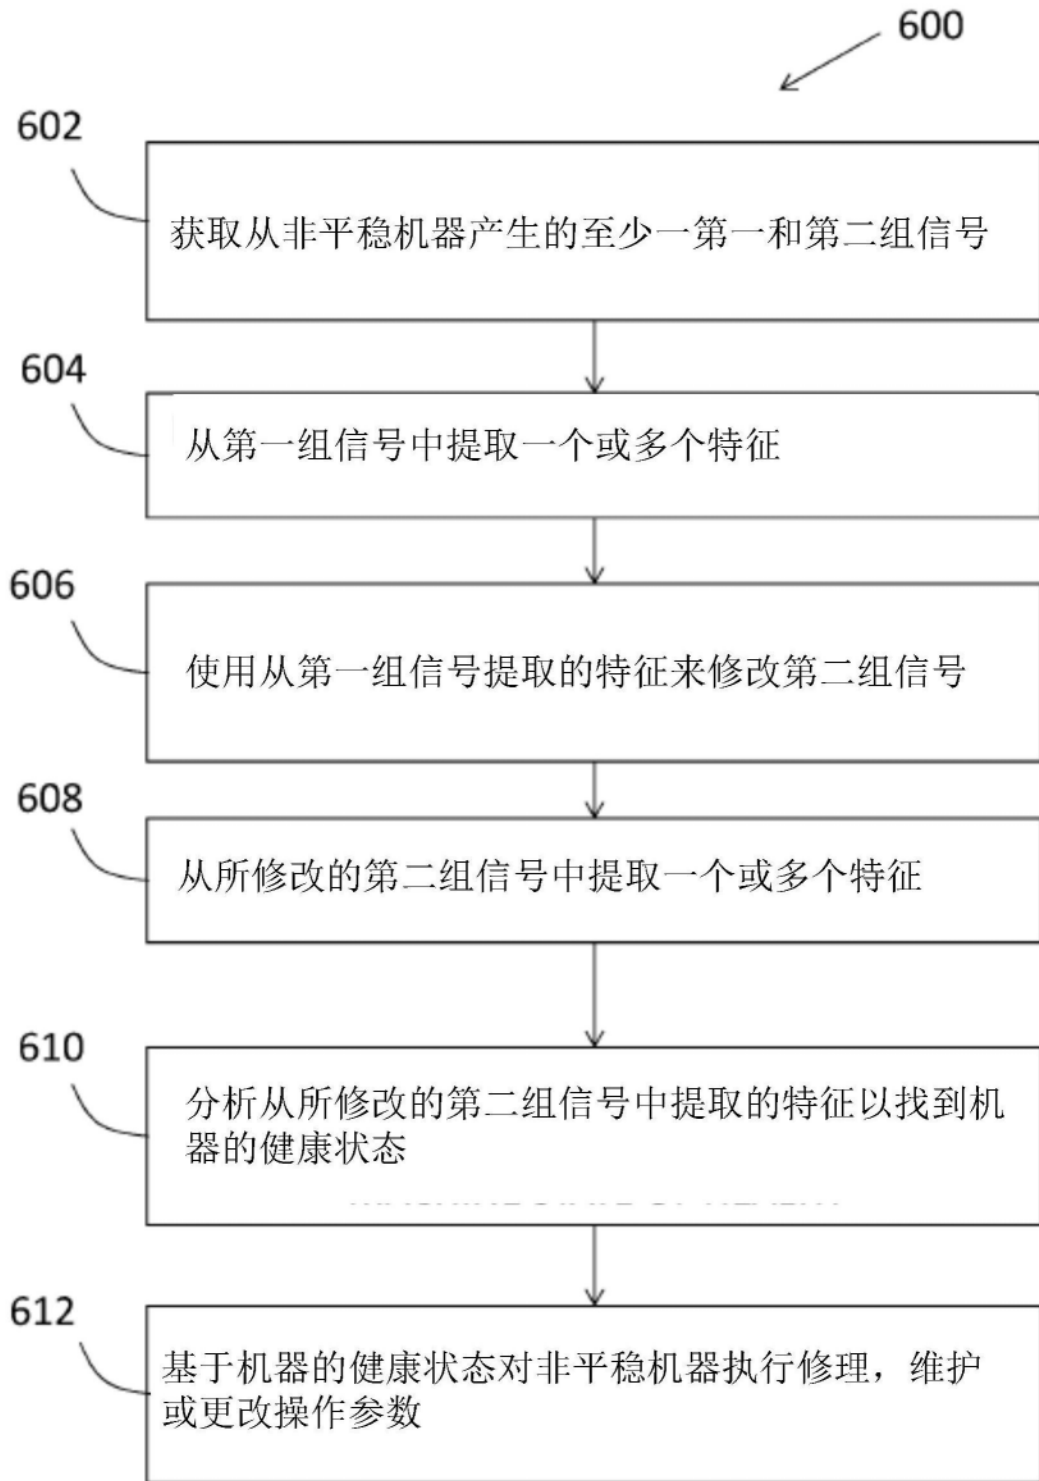 600
602
获取从非平稳机器产生的至少一第一和第二组信号
604
从第一组信号中提取一个或多个特征
606
使用从第一组信号提取的特征来修改第二组信号
608
从所修改的第二组信号中提取一个或多个特征
610
分析从所修改的第二组信号中提取的特征以找到机
器的健康状态
612
基于机器的健康状态对非平稳机器执行修理，维护
或更改操作参数